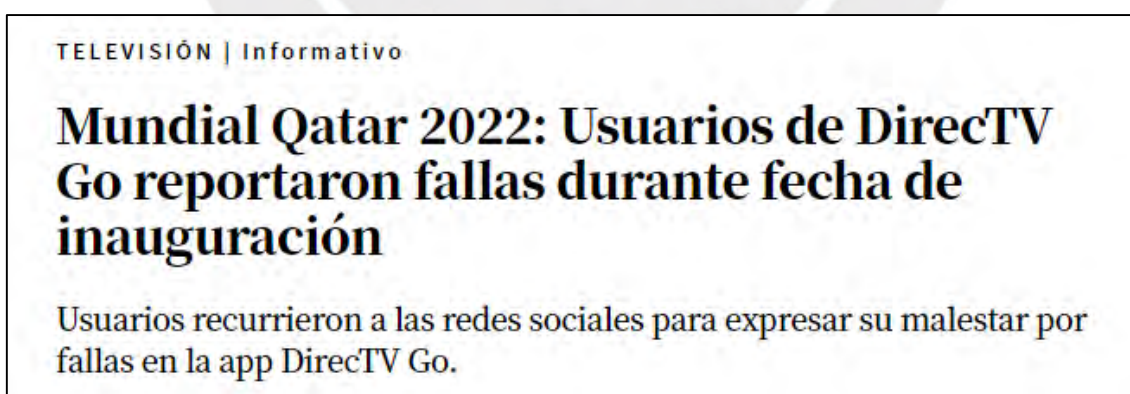 TELEVISIÓN | Informativo
Mundial Qatar 2022: Usuarios de DirecTV
Go reportaron fallas durante fecha de
inauguración
Usuarios recurrieron a las redes sociales para expresar su malestar por
fallas en la app DirecTV Go.